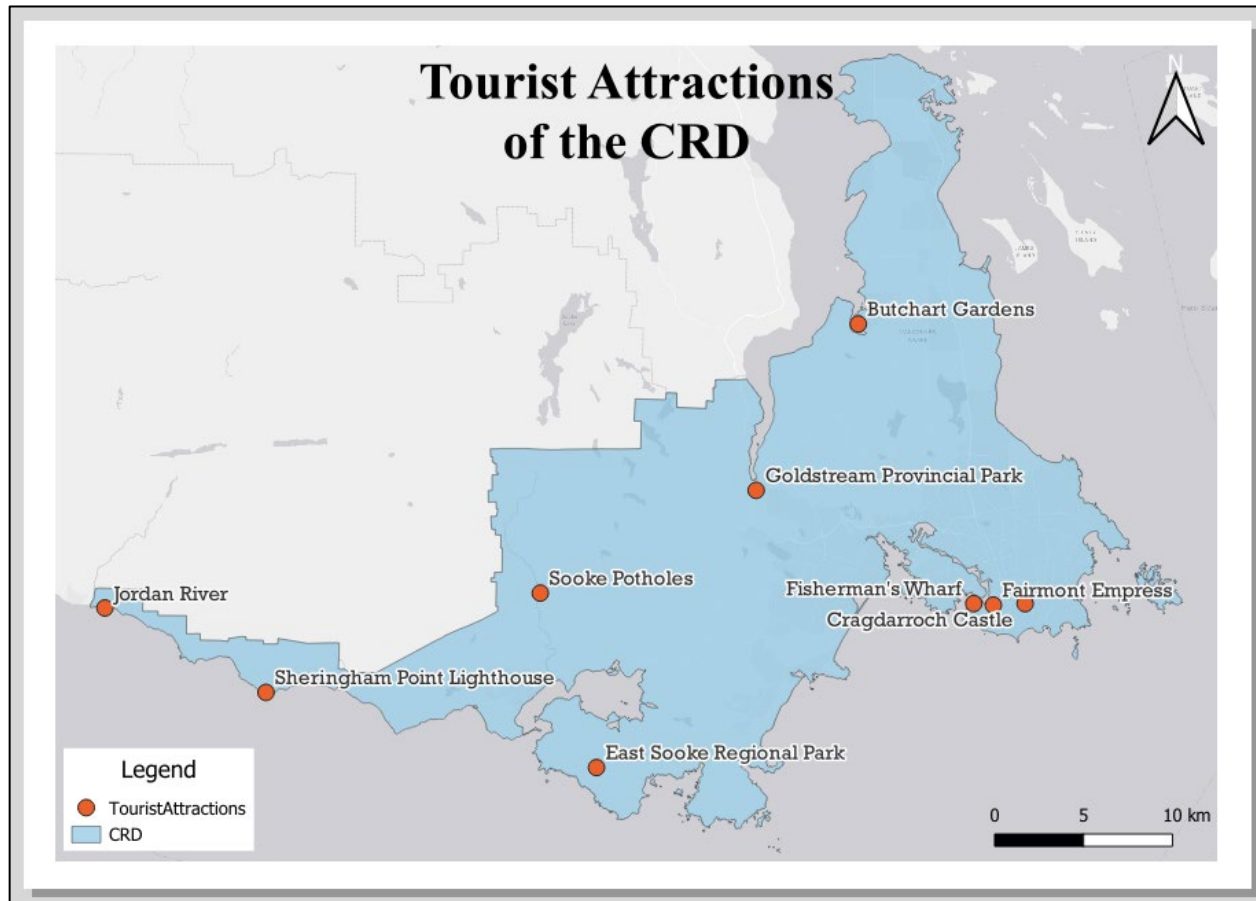 Tourist Attractions
of the CRD
N
Butchart Gardens
Goldstream Provincial Park
Sooke Potholes
Jordan River
Fisherman's Wharf
Fairmont Empress
Cragdarroch Castle
Sheringham Point Lighthouse
East Sooke Regional Park
Legend
TouristAttractions
CRD
0 5 10 km